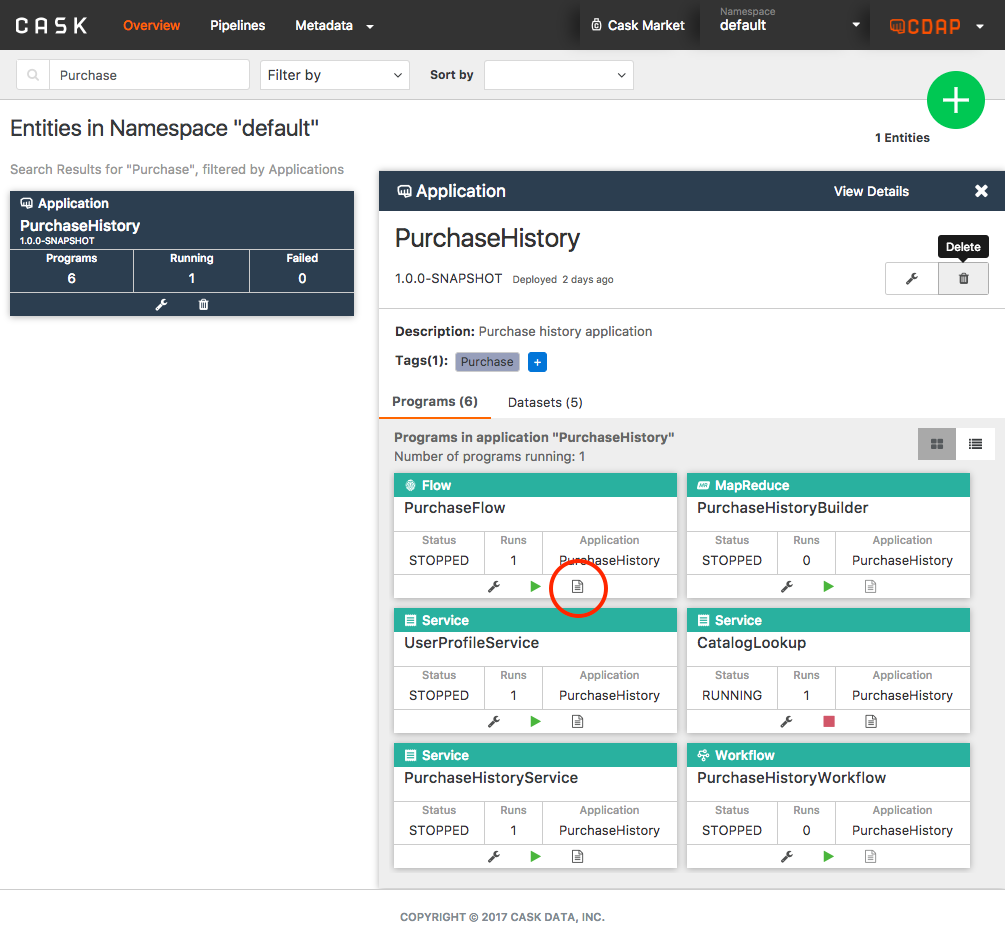 CASK Overview Pipelines Metadata Cask Market Namespace default CDAP
Purchase Filter by Sort by
Entities in Namespace "default"
1 Entities
Search Results for "Purchase", filtered by Applications
Application
PurchaseHistory
1.0.0-SNAPSHOT
Programs Running Failed
6 1 0
Application View Details
PurchaseHistory
Delete
1.0.0-SNAPSHOT Deployed 2 days ago
Description: Purchase history application
Tags(1): Purchase +
Programs (6) Datasets (5)
Programs in application "PurchaseHistory"
Number of programs running: 1
Flow
PurchaseFlow
Status Runs Application
STOPPED 1 PurchaseHistory
MR MapReduce
PurchaseHistoryBuilder
Status Runs Application
STOPPED 0 PurchaseHistory
Service
UserProfileService
Status Runs Application
STOPPED 1 PurchaseHistory
Service
CatalogLookup
Status Runs Application
RUNNING 1 PurchaseHistory
Service
PurchaseHistoryService
Status Runs Application
STOPPED 1 PurchaseHistory
Workflow
PurchaseHistoryWorkflow
Status Runs Application
STOPPED 0 PurchaseHistory
COPYRIGHT © 2017 CASK DATA, INC.